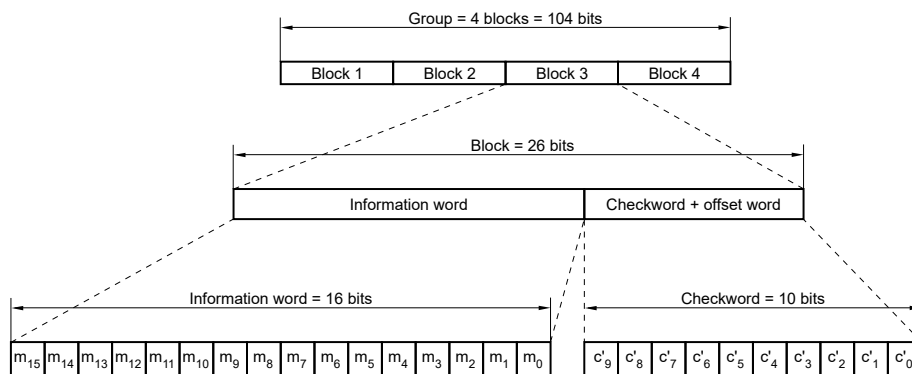 Group = 4 blocks = 104 bits
Block 1 Block 2 Block 3 Block 4
Block = 26 bits
Information word Checkword + offset word
Information word = 16 bits Checkword = 10 bits
m15 m14 m13 m12 m11 m10 m9 m8 m7 m6 m5 m4 m3 m2 m1 m0 c'9 c'8 c'7 c'6 c'5 c'4 c'3 c'2 c'1 c'0